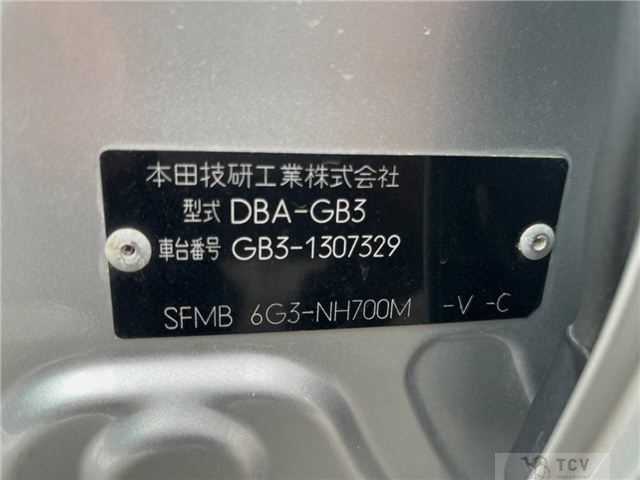 本田技研工業株式会社
型式 DBA-GB3
車台番号 GB3-1307329
SFMB 6G3-NH700M -V -C
TCV